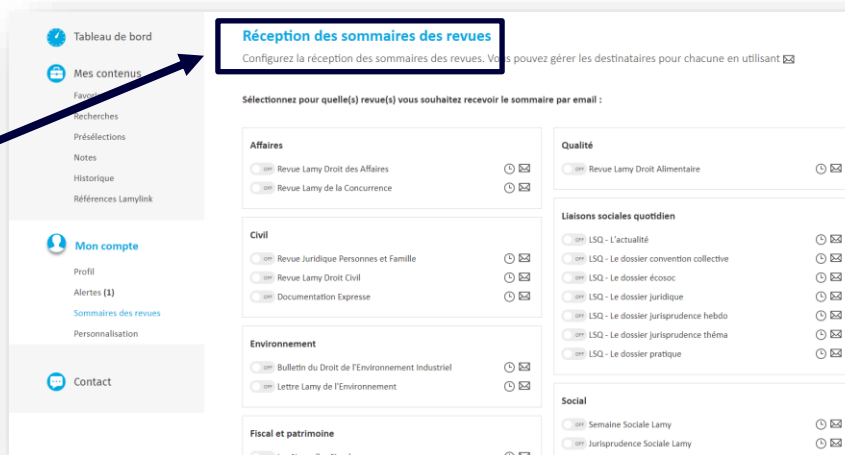 Tableau de bord
Mes contenus
Favoris
Recherches
Présélections
Notes
Historique
Références Lamylink
Mon compte
Profil
Alertes (1)
Sommaires des revues
Personnalisation
Contact
Réception des sommaires des revues
Configurez la réception des sommaires des revues. Vous pouvez gérer les destinataires pour chacune en utilisant
Sélectionnez pour quelle(s) revue(s) vous souhaitez recevoir le sommaire par email :
Affaires
OFF Revue Lamy Droit des Affaires
OFF Revue Lamy de la Concurrence
Civil
OFF Revue Juridique Personnes et Famille
OFF Revue Lamy Droit Civil
OFF Documentation Expresse
Environnement
OFF Bulletin du Droit de l'Environnement Industriel
OFF Lettre Lamy de l'Environnement
Fiscal et patrimoine
Qualité
OFF Revue Lamy Droit Alimentaire
Liaisons sociales quotidien
OFF LSQ - L'actualité
OFF LSQ - Le dossier convention collective
OFF LSQ - Le dossier écosoc
OFF LSQ - Le dossier juridique
OFF LSQ - Le dossier jurisprudence hebdo
OFF LSQ - Le dossier jurisprudence théma
OFF LSQ - Le dossier pratique
Social
OFF Semaine Sociale Lamy
OFF Jurisprudence Sociale Lamy